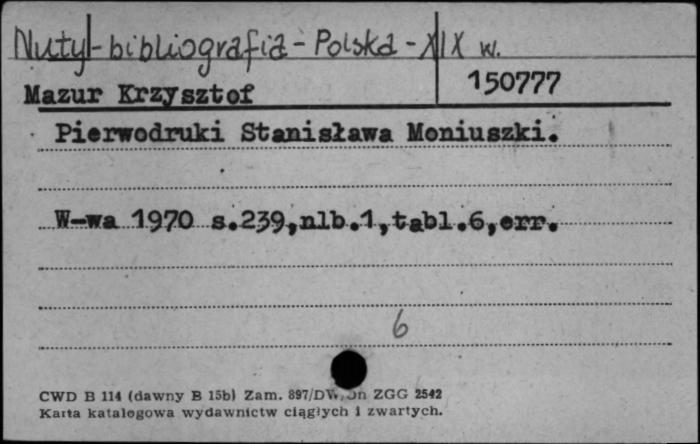 Nuty-bibliografia-Polska-XIX w.
Mazur Krzysztof
150777
Pierwodruki Stanisława Moniuszki.
W-wa 1970 s.239,nlb.1,tabl.6,err.
6
CWD B 114 (dawny B 15b) Zam. 897/DW, ZGG 2542
Karta katalogowa wydawnictw ciągłych i zwartych.